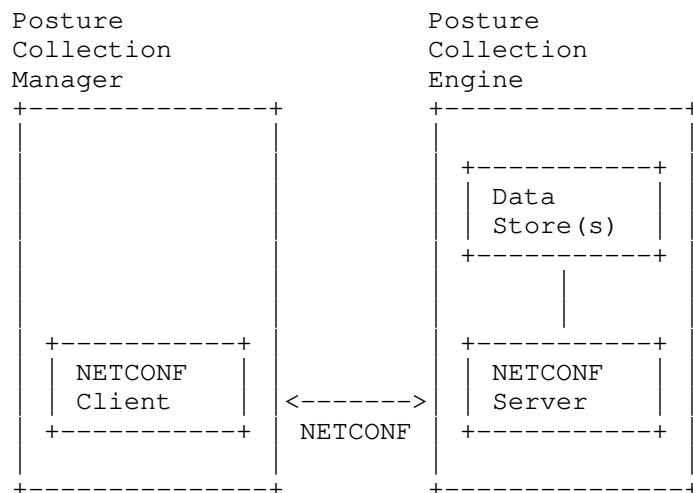 Posture
Collection
Manager
Posture
Collection
Engine
Data
Store(s)
NETCONF
Client
<------->
NETCONF
NETCONF
Server